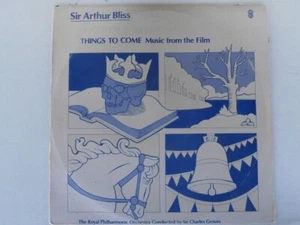 Sir Arthur Bliss
THINGS TO COME Music from the Film
The Royal Philharmonic Orchestra Conducted by Sir Charles Groves